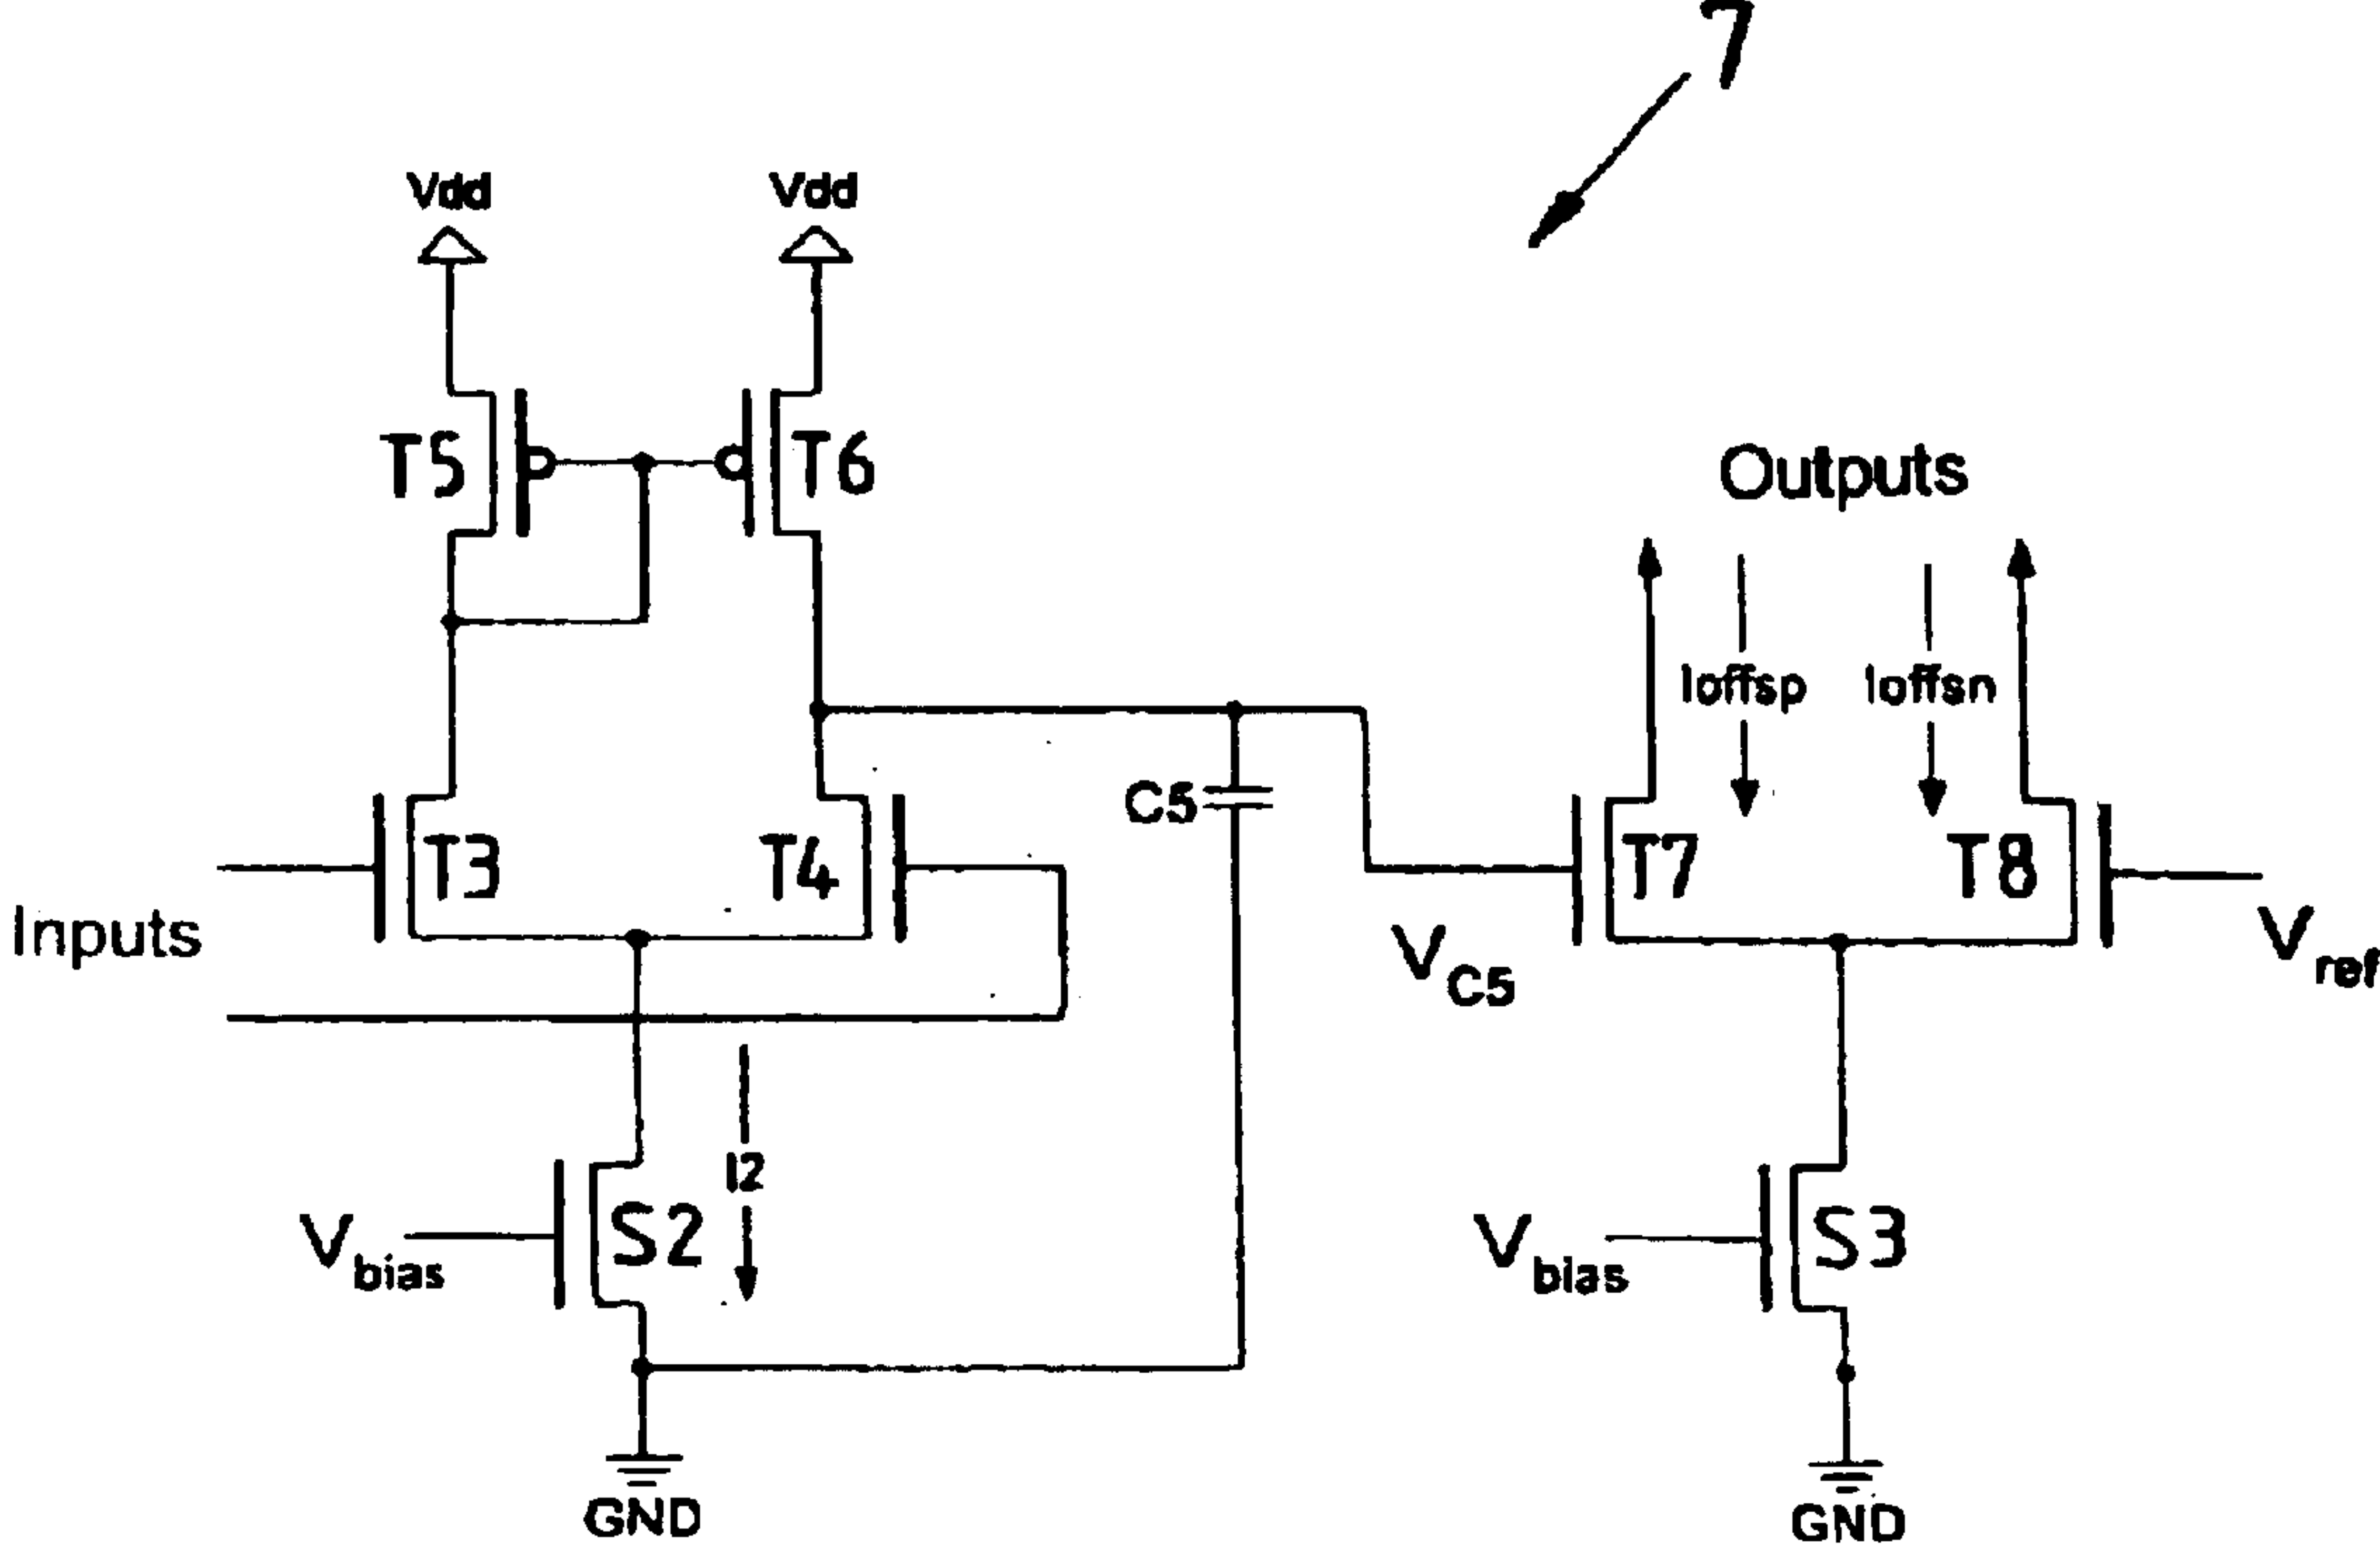 7
Vdd
Vdd
T5
T6
Outputs
Ioffsp
Ioffsn
C5
T3
T4
T7
T8
Inputs
VC5
Vref
I2
S2
S3
Vbias
Vbias
GND
GND